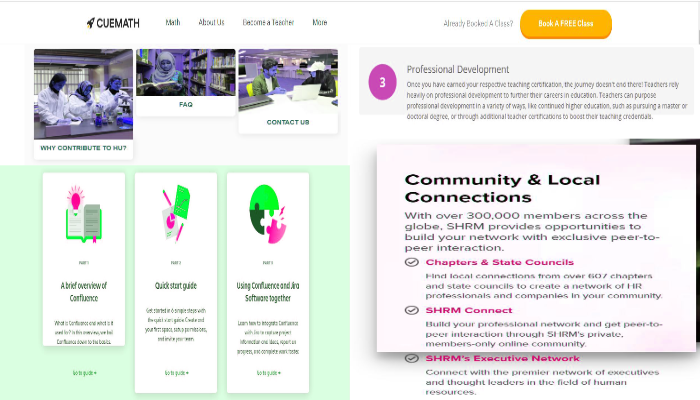 CUEMATH
Math
About Us
Become a Teacher
More
Already Booked A Class?
Book A FREE Class
WHY CONTRIBUTE TO HU?
FAQ
CONTACT UB
3
Professional Development
Once you have earned your respective teaching certification, the journey doesn't end there! Teachers rely
heavily on professional development to further their careers in education. Teachers can purpose
professional development in a variety of ways, like continued higher education, such as pursuing a master or
doctoral degree, or through additional teacher certifications to boost their teaching credentials.
PART 1
A brief overview of
Confluence
What is Confluence and what is it
used for? In this overview, we find
Confluence down to the basics.
Go to guide
PART 2
Quick start guide
Get started in 6 simple steps with
the quick start guide. Create and
your first space, setup permissions,
and invite your team.
Go to guide
PART 3
Using Confluence and Jira
Software together
Learn how to integrate Confluence
with Jira to capture project
information and ideas, report on
progress, and complete work faster.
Go to guide
Community & Local
Connections
With over 300,000 members across the
globe, SHRM provides opportunities to
build your network with exclusive peer-to-
peer interaction.
Chapters & State Councils
Find local connections from over 607 chapters
and state councils to create a network of HR
professionals and companies in your community.
SHRM Connect
Build your professional network and get peer-to-
peer interaction through SHRM's private,
members-only online community.
SHRM's Executive Network
Connect with the premier network of executives
and thought leaders in the field of human
resources.